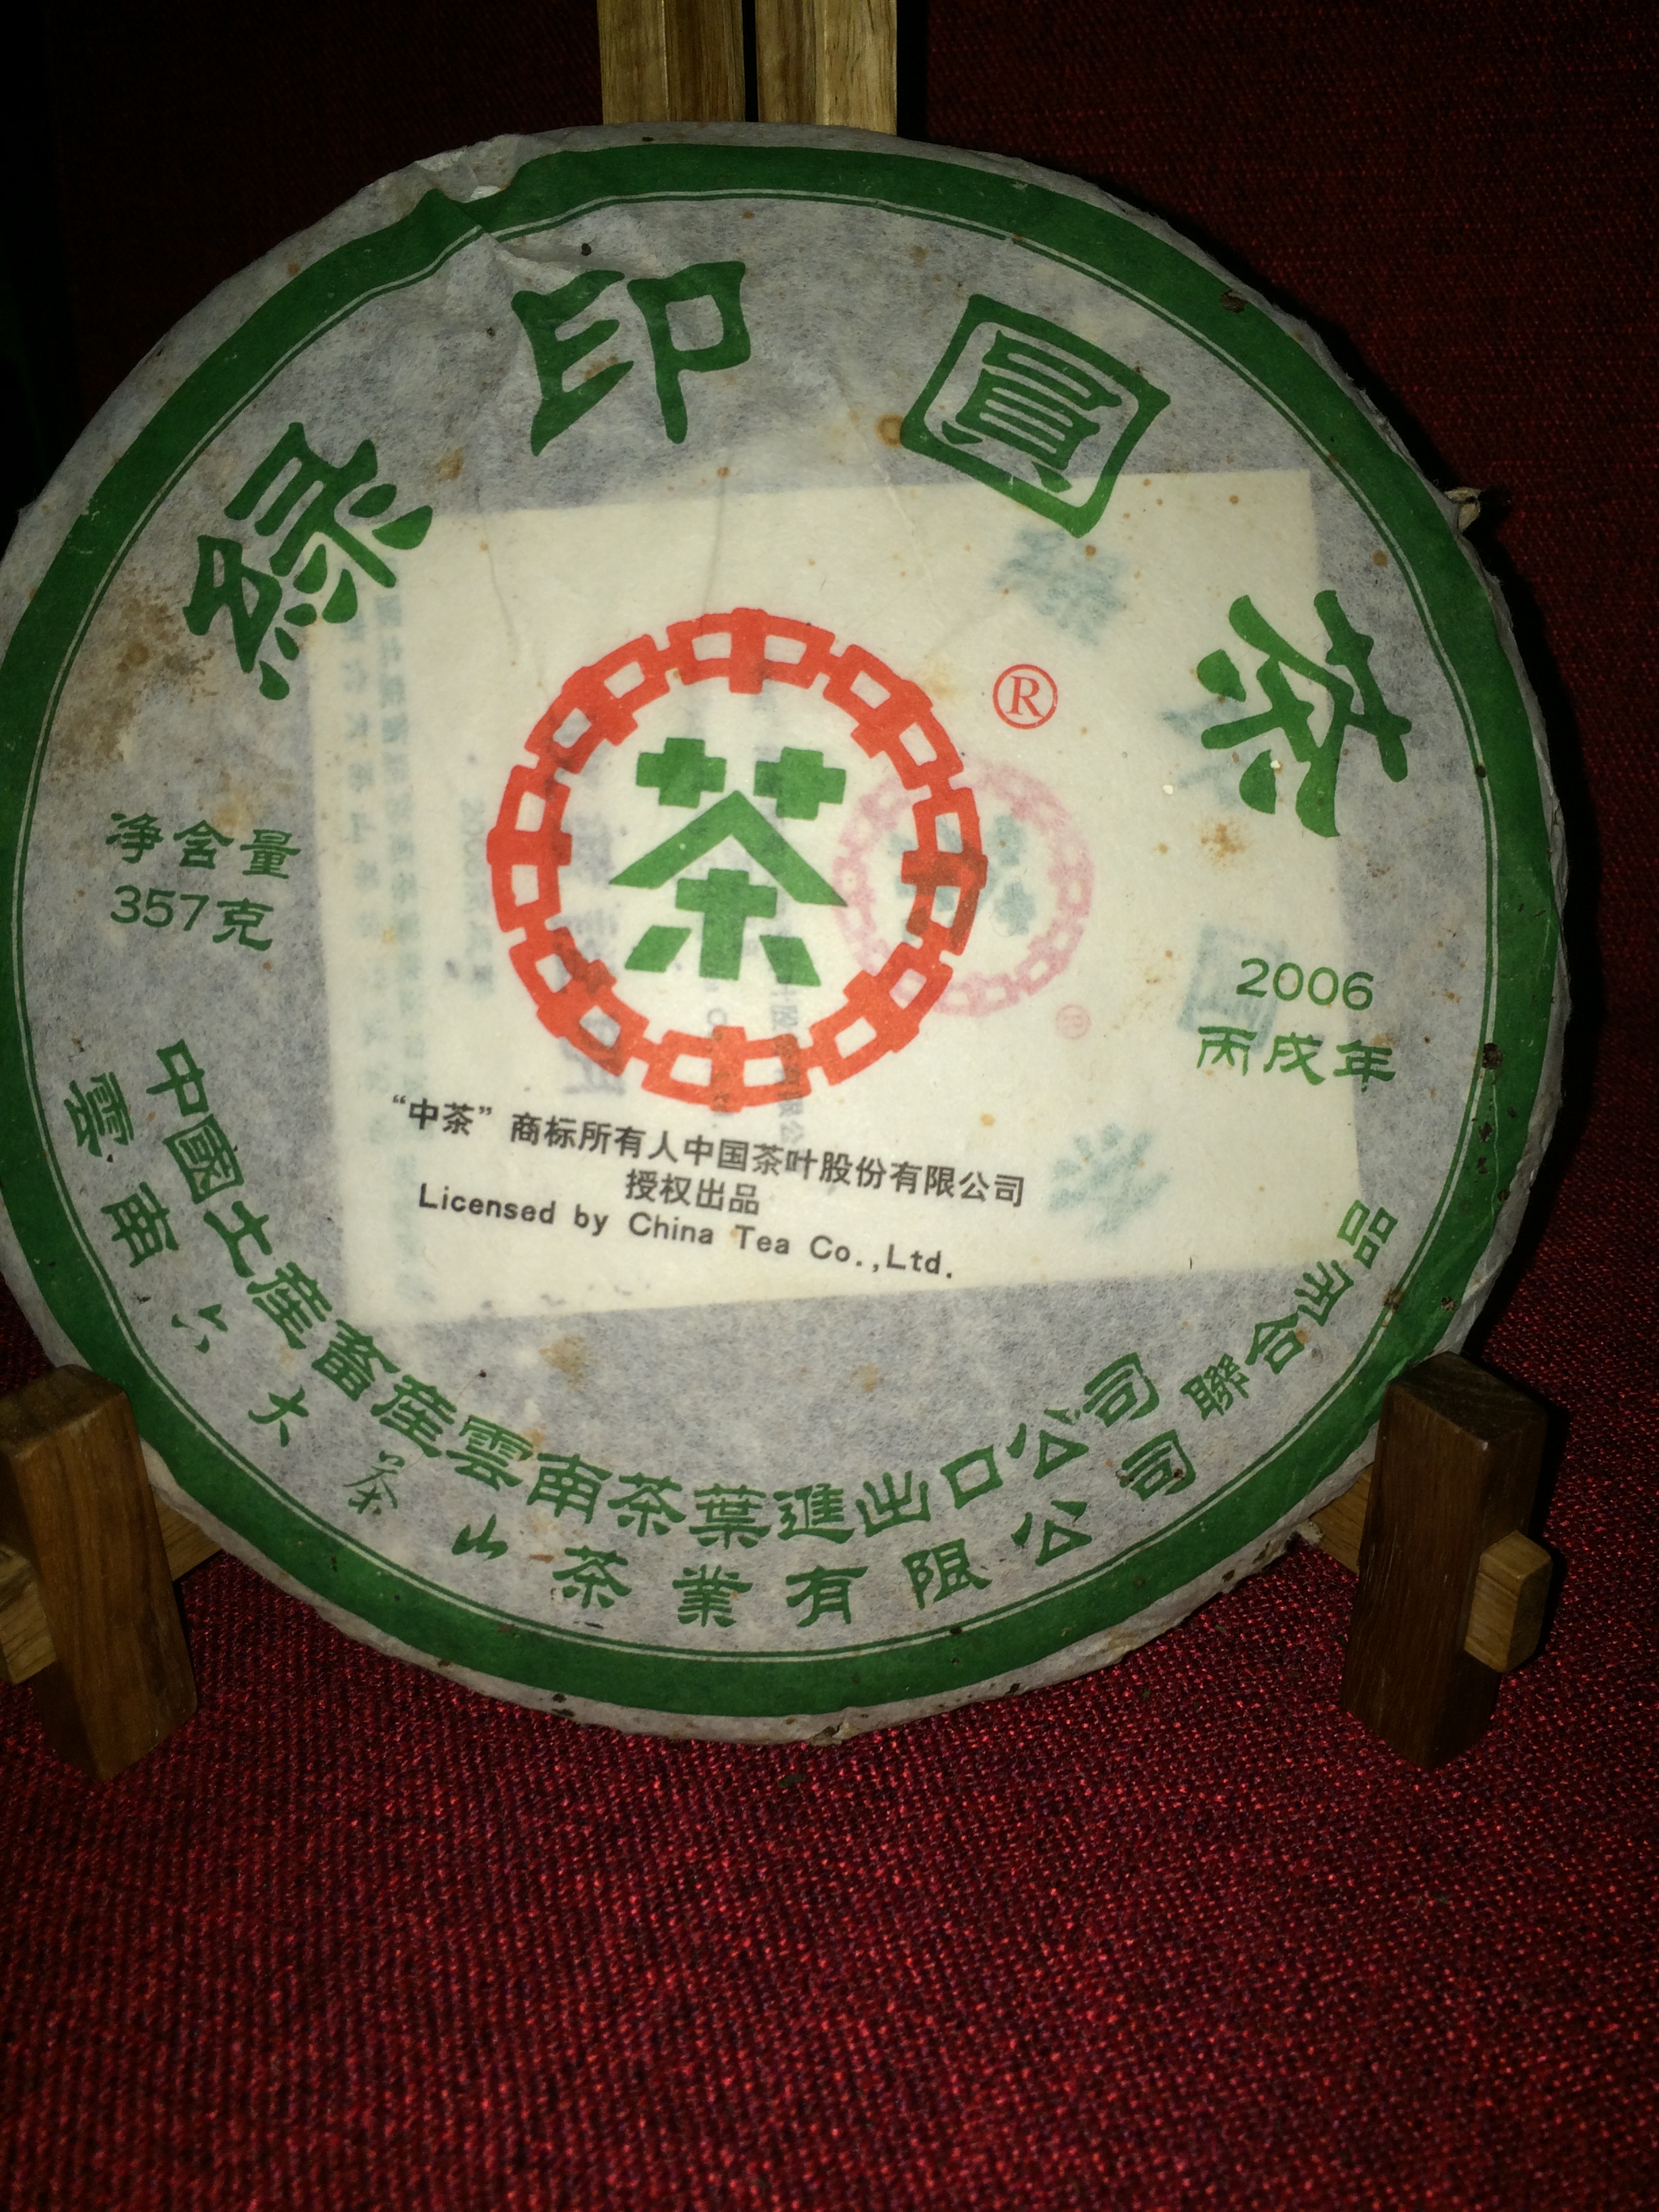 綠印圓茶
净含量
357克
茶
®
2006
丙戌年
“中茶”商标所有人中国茶叶股份有限公司
授权出品
Licensed by China Tea Co.,Ltd.
中國土產畜產雲南茶葉進出口公司
雲南六大茶山茶業有限公司
聯合出品